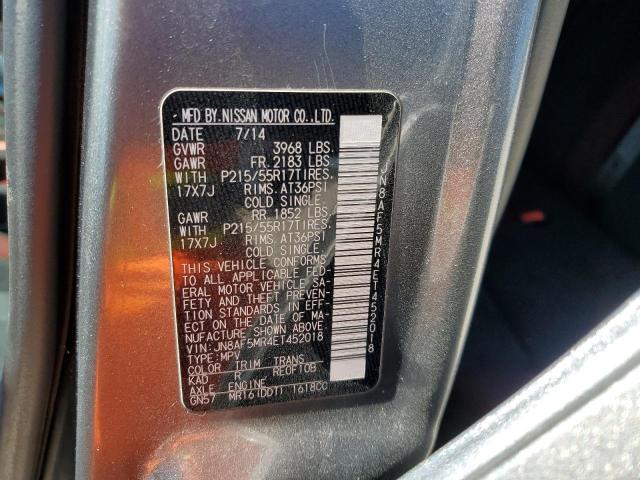 MFD BY. NISSAN MOTOR CO., LTD.
DATE 7/14
GVWR 3968 LBS.
GAWR FR. 2183 LBS
WITH P215/55R17TIRES.
17X7J RIMS. AT36PSI
COLD SINGLE.
GAWR RR. 1852 LBS.
WITH P215/55R17TIRES.
17X7J RIMS. AT36PSI
COLD SINGLE.
THIS VEHICLE CONFORMS
TO ALL APPLICABLE FED-
ERAL MOTOR VEHICLE SA-
FETY AND THEFT PREVEN-
TION STANDARDS IN EFF-
ECT ON THE DATE OF MA-
NUFACTURE SHOWN ABOVE.
VIN: JN8AF5MR4ET452018
TYPE: MPV
COLOR TRIM TRANS
KAD R RE0F10B
AXLE ENGINE
GN57 MR16(DDT) 1618CC
JN8AF5MR4ET452018